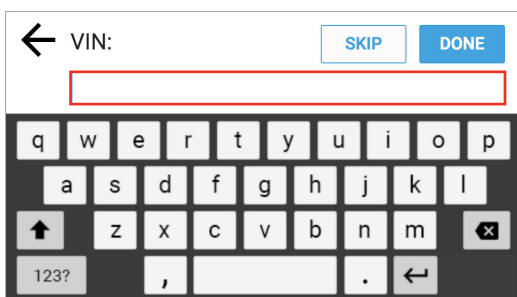 VIN: SKIP DONE
q w e r t y u i o p
a s d f g h j k l
z x c v b n m
123? , .